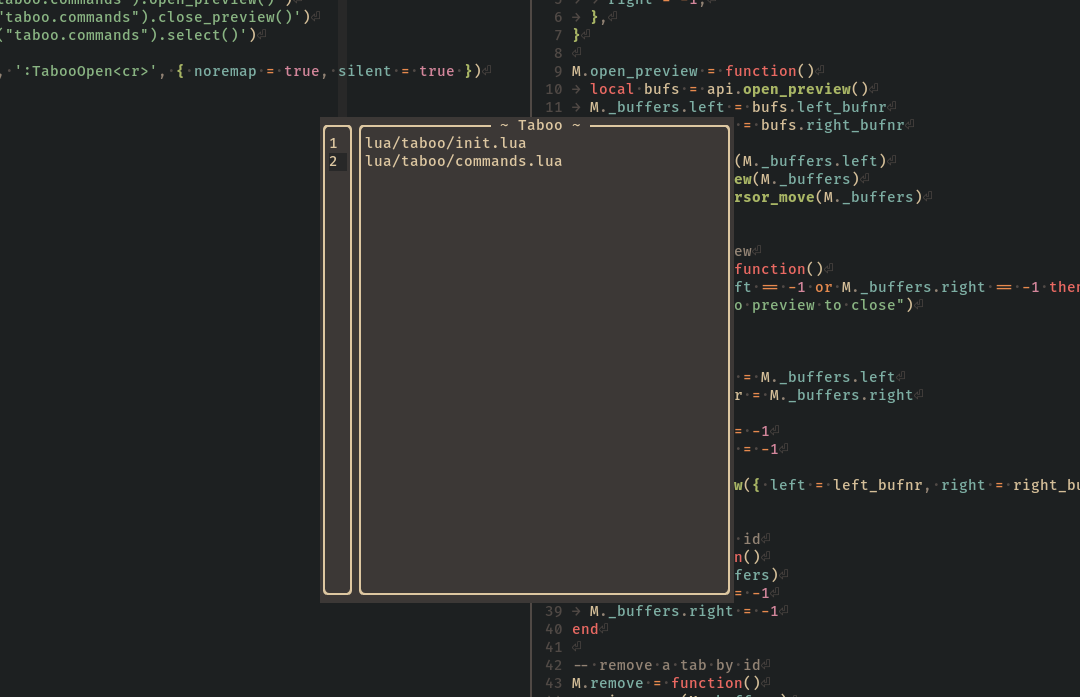 taboo.commands").open_preview()')
"taboo.commands").close_preview()')
("taboo.commands").select()')
, ':TabooOpen<cr>', { noremap = true, silent = true })
5 right = -1,
6 },
7 }
8
9 M.open_preview = function()
10 local bufs = api.open_preview()
11 M._buffers.left = bufs.left_bufnr
= bufs.right_bufnr
(M._buffers.left)
ew(M._buffers)
rsor_move(M._buffers)
ew
function()
ft == -1 or M._buffers.right == -1 then
o preview to close")
= M._buffers.left
r = M._buffers.right
= -1
= -1
w({ left = left_bufnr, right = right_bu
id
n()
fers)
= -1
39 M._buffers.right = -1
40 end
41
42 -- remove a tab by id
43 M.remove = function()
~ Taboo ~
1 lua/taboo/init.lua
2 lua/taboo/commands.lua